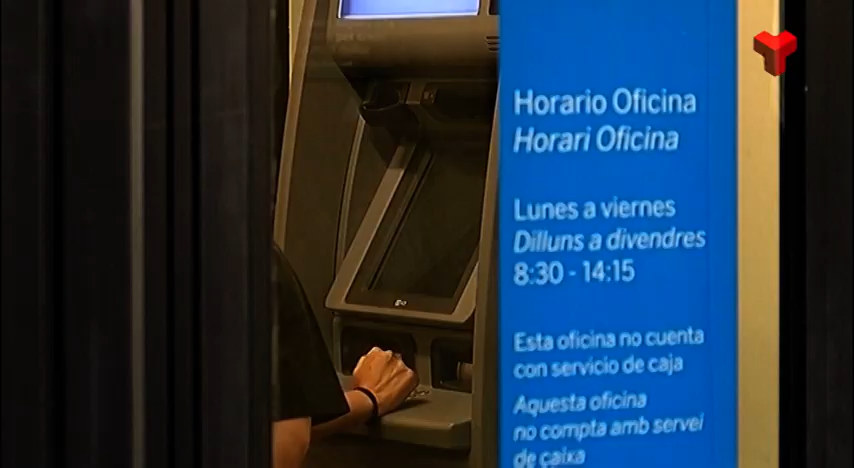 Horario Oficina
Horari Oficina
Lunes a viernes
Dilluns a divendres
8:30 - 14:15
Esta oficina no cuenta
con servicio de caja
Aquesta oficina
no compta amb servei
de caixa